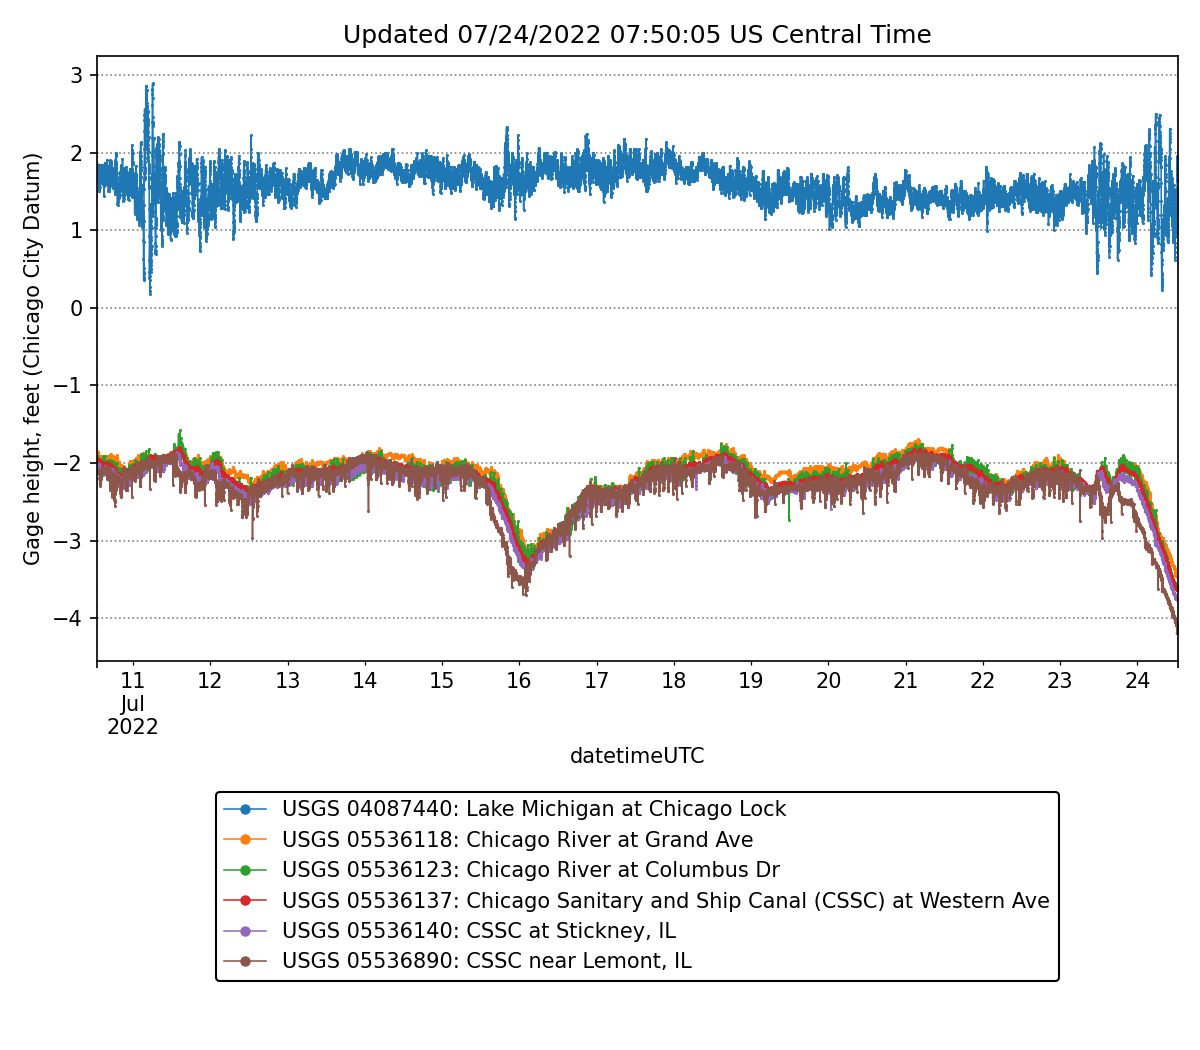 Updated 07/24/2022 07:50:05 US Central Time
Gage height, feet (Chicago City Datum)
3
2
1
0
−1
−2
−3
−4
11 12 13 14 15 16 17 18 19 20 21 22 23 24
Jul
2022
datetimeUTC
USGS 04087440: Lake Michigan at Chicago Lock
USGS 05536118: Chicago River at Grand Ave
USGS 05536123: Chicago River at Columbus Dr
USGS 05536137: Chicago Sanitary and Ship Canal (CSSC) at Western Ave
USGS 05536140: CSSC at Stickney, IL
USGS 05536890: CSSC near Lemont, IL